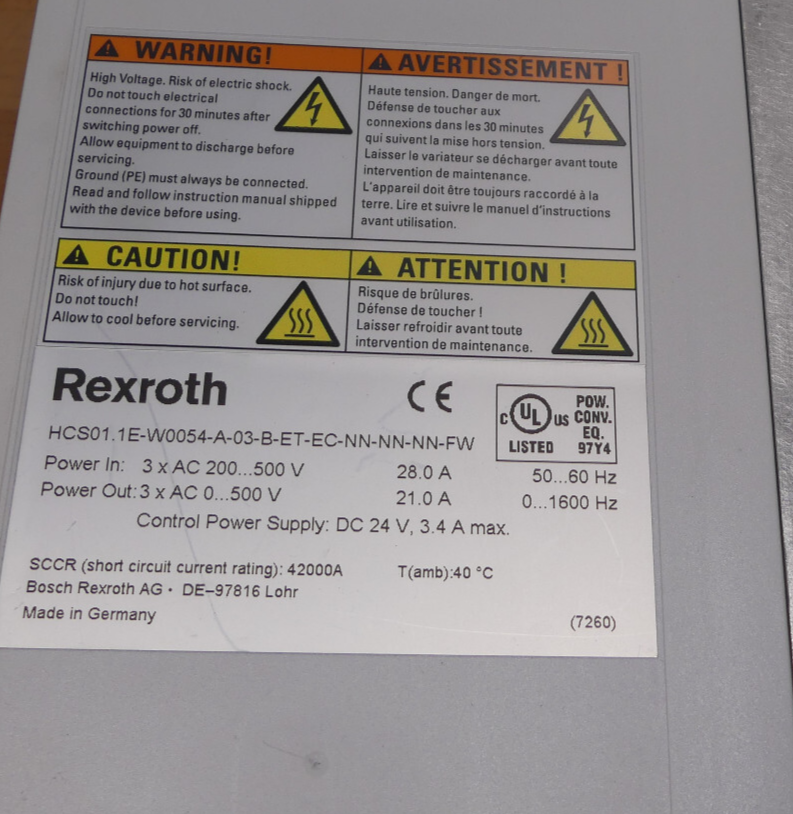 WARNING!
High Voltage. Risk of electric shock.
Do not touch electrical
connections for 30 minutes after
switching power off.
Allow equipment to discharge before
servicing.
Ground (PE) must always be connected.
Read and follow instruction manual shipped
with the device before using.
AVERTISSEMENT !
Haute tension. Danger de mort.
Défense de toucher aux
connexions dans les 30 minutes
qui suivent la mise hors tension.
Laisser le variateur se décharger avant toute
intervention de maintenance.
L'appareil doit être toujours raccordé à la
terre. Lire et suivre le manuel d'instructions
avant utilisation.
CAUTION!
Risk of injury due to hot surface.
Do not touch!
Allow to cool before servicing.
ATTENTION !
Risque de brûlures.
Défense de toucher !
Laisser refroidir avant toute
intervention de maintenance.
Rexroth
CE
C UL US LISTED
POW.
CONV.
EQ.
97Y4
HCS01.1E-W0054-A-03-B-ET-EC-NN-NN-NN-FW
Power In: 3 x AC 200...500 V 28.0 A 50...60 Hz
Power Out: 3 x AC 0...500 V 21.0 A 0...1600 Hz
Control Power Supply: DC 24 V, 3.4 A max.
SCCR (short circuit current rating): 42000A T(amb):40 °C
Bosch Rexroth AG • DE–97816 Lohr
Made in Germany (7260)